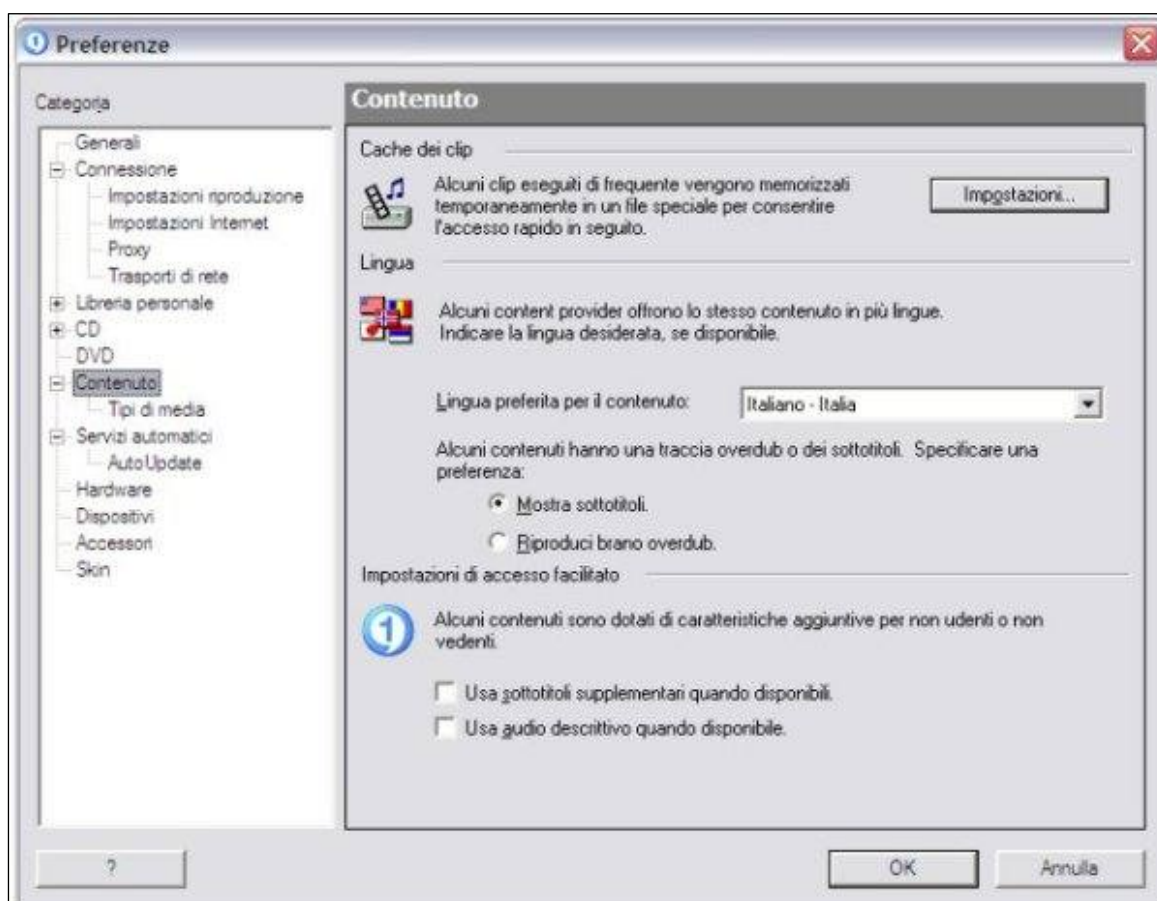 Preferenze
Categoria
Generali
Connessione
Impostazioni riproduzione
Impostazioni Internet
Proxy
Trasporti di rete
Libreria personale
CD
DVD
Contenuto
Tipi di media
Servizi automatici
AutoUpdate
Hardware
Dispositivi
Accessori
Skin
Contenuto
Cache dei clip
Alcuni clip eseguiti di frequente vengono memorizzati
temporaneamente in un file speciale per consentire
l'accesso rapido in seguito.
Impostazioni...
Lingua
Alcuni content provider offrono lo stesso contenuto in più lingue.
Indicare la lingua desiderata, se disponibile.
Lingua preferita per il contenuto: Italiano - Italia
Alcuni contenuti hanno una traccia overdub o dei sottotitoli. Specificare una
preferenza:
Mostra sottotitoli.
Riproduci brano overdub.
Impostazioni di accesso facilitato
Alcuni contenuti sono dotati di caratteristiche aggiuntive per non udenti o non
vedenti.
Usa sottotitoli supplementari quando disponibili.
Usa audio descrittivo quando disponibile.
?
OK
Annulla